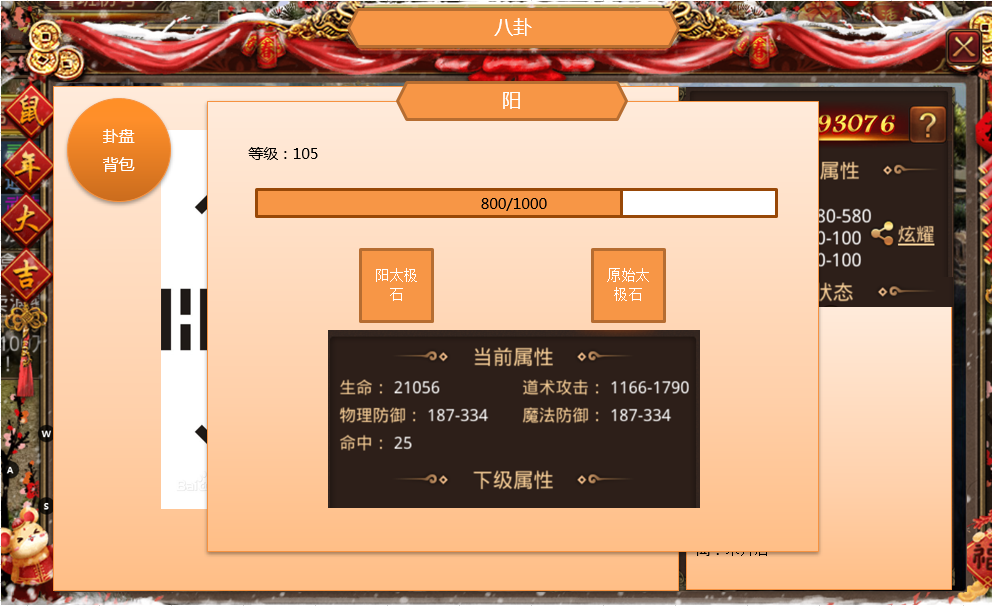 八卦
阳
鼠
年
大
吉
卦盘
背包
等级：105
800/1000
阳太极
石
原始太
极石
当前属性
生命： 21056
道术攻击： 1166-1790
物理防御： 187-334
魔法防御： 187-334
命中： 25
下级属性
93076
?
属性
80-580
0-100
炫耀
0-100
状态
W
A
S
福